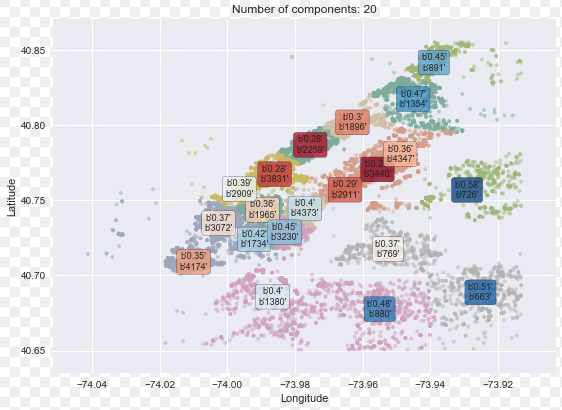 Number of components: 20
40.85
40.80
40.75
40.70
40.65
Latitude
b'0.45'
b'891'
b'0.47'
b'1354'
b'0.3'
b'1896'
b'0.28'
b'2259'
b'0.36'
b'4347'
b'3440'
b'0.28'
b'3831'
b'0.29'
b'2911'
b'0.58'
b'726'
b'0.39'
b'2909'
b'0.36'
b'1965'
b'0.4'
b'4373'
b'0.37'
b'3072'
b'0.42'
b'1734'
b'0.45'
b'3230'
b'0.37'
b'769'
b'0.35'
b'4174'
b'0.4'
b'1380'
b'0.48'
b'880'
b'0.51'
b'663'
−74.04
−74.02
−74.00
−73.98
−73.96
−73.94
−73.92
Longitude